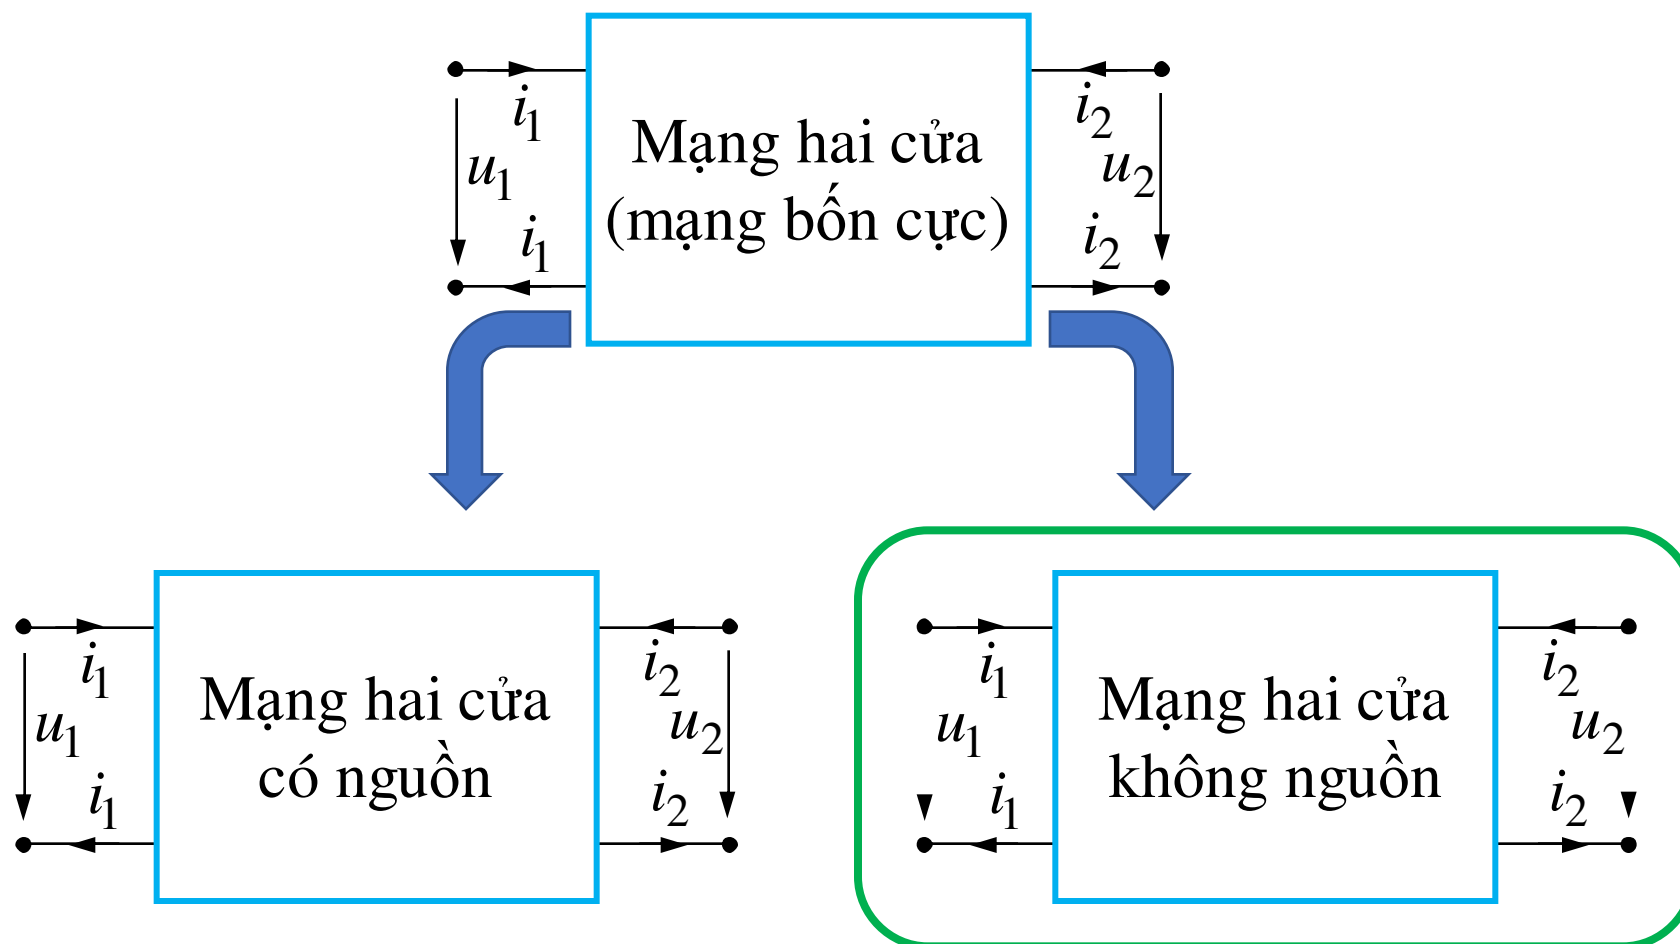 i1
i2
Mạng hai cửa
u1
u2
(mạng bốn cực)
i1
i2
i1
i2
Mạng hai cửa
u1
u2
có nguồn
i1
i2
i1
i2
Mạng hai cửa
u1
u2
không nguồn
i1
i2